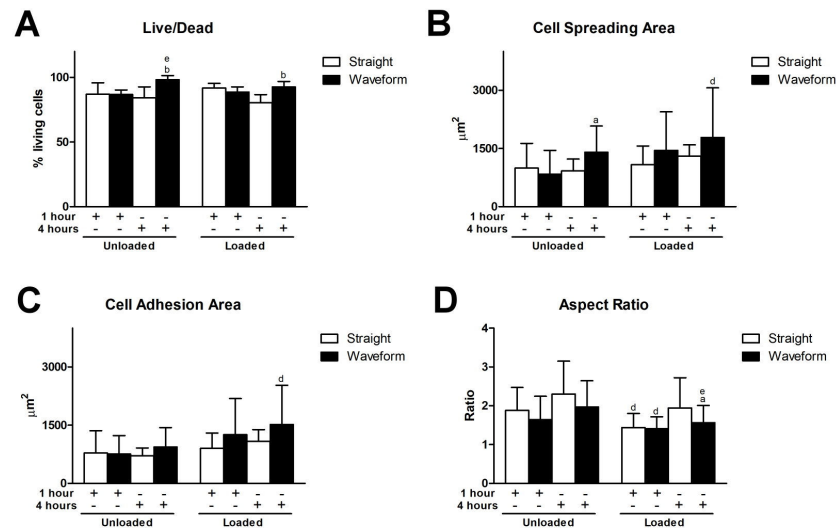 A
Live/Dead
Straight
Waveform
% living cells
100
50
0
e
b
b
1 hour + + - - + + - -
4 hours - - + + - - + +
Unloaded Loaded
B
Cell Spreading Area
Straight
Waveform
μm2
3000
1500
0
a
d
1 hour + + - - + + - -
4 hours - - + + - - + +
Unloaded Loaded
C
Cell Adhesion Area
Straight
Waveform
μm2
3000
1500
0
d
1 hour + + - - + + - -
4 hours - - + + - - + +
Unloaded Loaded
D
Aspect Ratio
Straight
Waveform
Ratio
4
3
2
1
0
d d e
a
1 hour + + - - + + - -
4 hours - - + + - - + +
Unloaded Loaded